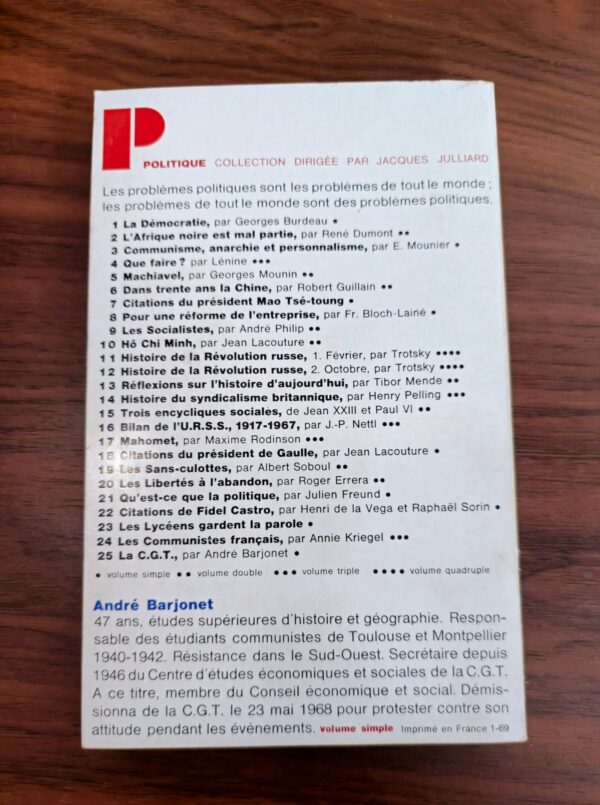 P
POLITIQUE COLLECTION DIRIGÉE PAR JACQUES JULLIARD
Les problèmes politiques sont les problèmes de tout le monde ;
les problèmes de tout le monde sont des problèmes politiques.
1 La Démocratie, par Georges Burdeau •
2 L'Afrique noire est mal partie, par René Dumont ••
3 Communisme, anarchie et personnalisme, par E. Mounier •
4 Que faire ? par Lénine •••
5 Machiavel, par Georges Mounin ••
6 Dans trente ans la Chine, par Robert Guillain ••
7 Citations du président Mao Tsé-toung •
8 Pour une réforme de l'entreprise, par Fr. Bloch-Lainé •
9 Les Socialistes, par André Philip ••
10 Hô Chi Minh, par Jean Lacouture ••
11 Histoire de la Révolution russe, 1. Février, par Trotsky ••••
12 Histoire de la Révolution russe, 2. Octobre, par Trotsky ••••
13 Réflexions sur l'histoire d'aujourd'hui, par Tibor Mende ••
14 Histoire du syndicalisme britannique, par Henry Pelling •••
15 Trois encycliques sociales, de Jean XXIII et Paul VI ••
16 Bilan de l'U.R.S.S., 1917-1967, par J.-P. Nettl •••
17 Mahomet, par Maxime Rodinson •••
18 Citations du président de Gaulle, par Jean Lacouture •
19 Les Sans-culottes, par Albert Soboul ••
20 Les Libertés à l'abandon, par Roger Errera ••
21 Qu'est-ce que la politique, par Julien Freund •
22 Citations de Fidel Castro, par Henri de la Vega et Raphaël Sorin •
23 Les Lycéens gardent la parole •
24 Les Communistes français, par Annie Kriegel •••
25 La C.G.T., par André Barjonet •
• volume simple •• volume double ••• volume triple •••• volume quadruple
André Barjonet
47 ans, études supérieures d'histoire et géographie. Respon-
sable des étudiants communistes de Toulouse et Montpellier
1940-1942. Résistance dans le Sud-Ouest. Secrétaire depuis
1946 du Centre d'études économiques et sociales de la C.G.T.
A ce titre, membre du Conseil économique et social. Démis-
sionna de la C.G.T. le 23 mai 1968 pour protester contre son
attitude pendant les événements. volume simple Imprimé en France 1-69